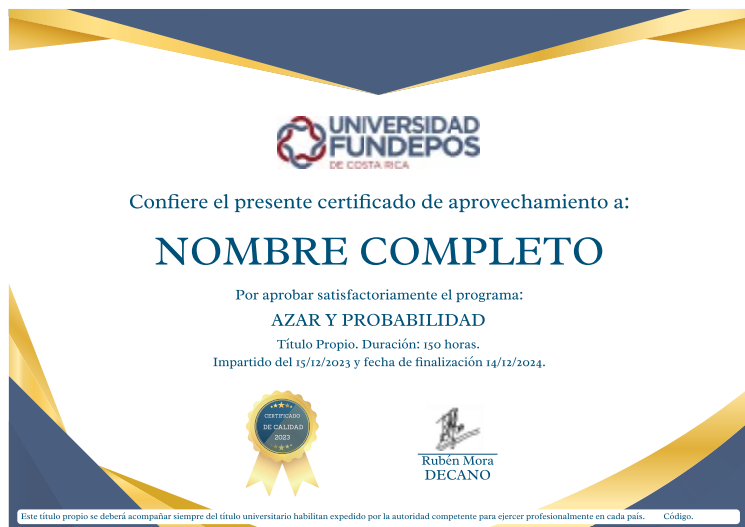 UNIVERSIDAD
FUNDEPOS
DE COSTA RICA
Confiere el presente certificado de aprovechamiento a:
NOMBRE COMPLETO
Por aprobar satisfactoriamente el programa:
AZAR Y PROBABILIDAD
Título Propio. Duración: 150 horas.
Impartido del 15/12/2023 y fecha de finalización 14/12/2024.
CERTIFICADO
DE CALIDAD
2023
Rubén Mora
DECANO
Este título propio se deberá acompañar siempre del título universitario habilitan expedido por la autoridad competente para ejercer profesionalmente en cada país. Código.